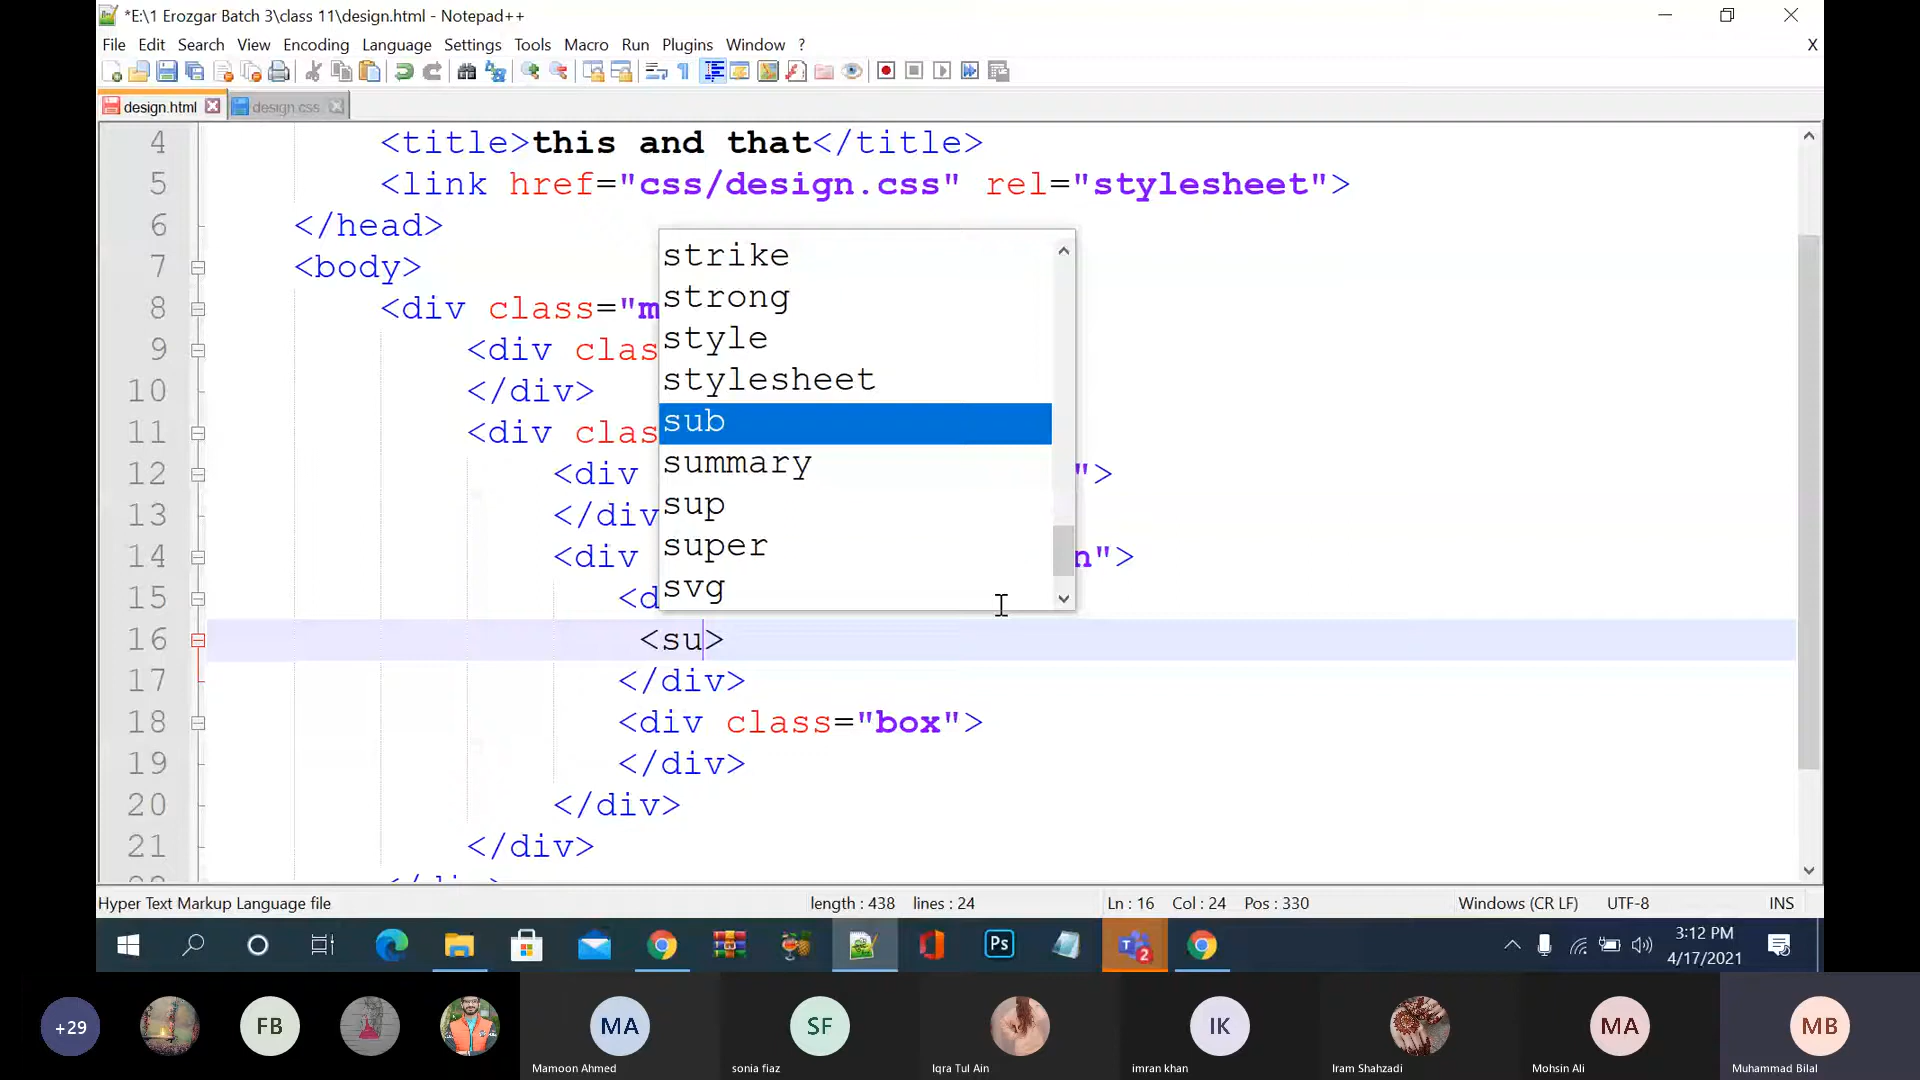 *E:\1 Erozgar Batch 3\class 11\design.html - Notepad++
File Edit Search View Encoding Language Settings Tools Macro Run Plugins Window ? X
design.html design.css
4 <title>this and that</title>
5 <link href="css/design.css" rel="stylesheet">
6 </head>
7 <body>
8 <div class="m
9 <div clas
10 </div>
11 <div clas
12 <div ">
13 </div
14 <div n">
15 <d
16 <su>
17 </div>
18 <div class="box">
19 </div>
20 </div>
21 </div>
strike
strong
style
stylesheet
sub
summary
sup
super
svg
Hyper Text Markup Language file length : 438 lines : 24 Ln : 16 Col : 24 Pos : 330 Windows (CR LF) UTF-8 INS
Ps
2
3:12 PM
4/17/2021
+29 FB MA SF IK MA MB
Mamoon Ahmed sonia fiaz Iqra Tul Ain imran khan Iram Shahzadi Mohsin Ali Muhammad Bilal